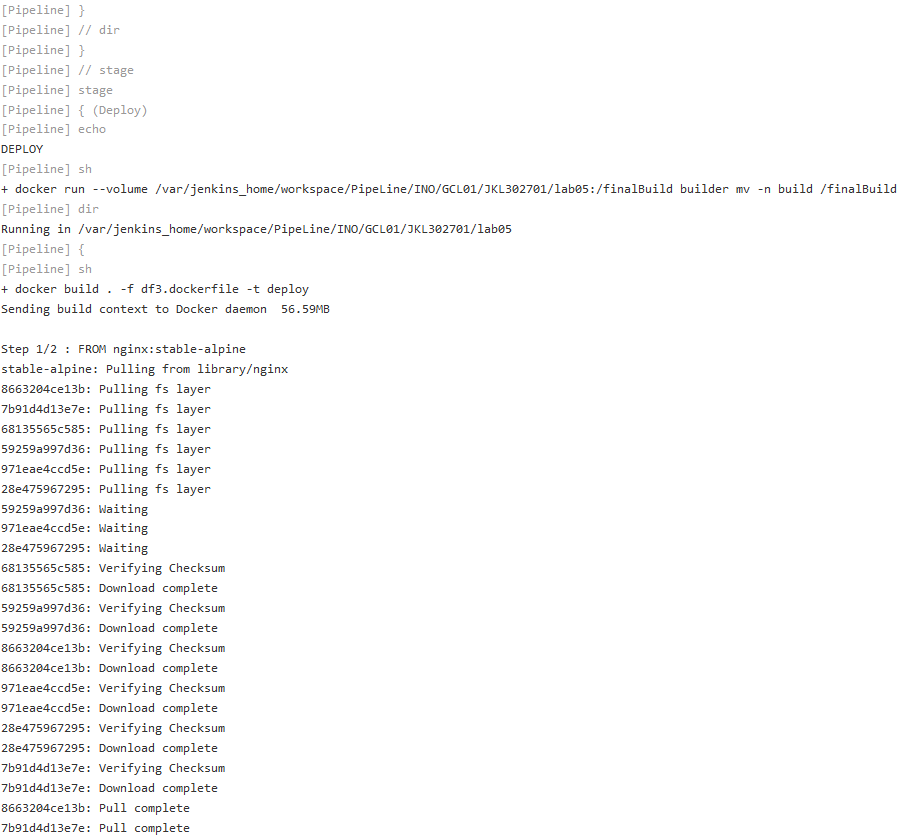 [Pipeline] }
[Pipeline] // dir
[Pipeline] }
[Pipeline] // stage
[Pipeline] stage
[Pipeline] { (Deploy)
[Pipeline] echo
DEPLOY
[Pipeline] sh
+ docker run --volume /var/jenkins_home/workspace/PipeLine/INO/GCL01/JKL302701/lab05:/finalBuild builder mv -n build /finalBuild
[Pipeline] dir
Running in /var/jenkins_home/workspace/PipeLine/INO/GCL01/JKL302701/lab05
[Pipeline] {
[Pipeline] sh
+ docker build . -f df3.dockerfile -t deploy
Sending build context to Docker daemon  56.59MB
Step 1/2 : FROM nginx:stable-alpine
stable-alpine: Pulling from library/nginx
8663204ce13b: Pulling fs layer
7b91d4d13e7e: Pulling fs layer
68135565c585: Pulling fs layer
59259a997d36: Pulling fs layer
971eae4ccd5e: Pulling fs layer
28e475967295: Pulling fs layer
59259a997d36: Waiting
971eae4ccd5e: Waiting
28e475967295: Waiting
68135565c585: Verifying Checksum
68135565c585: Download complete
59259a997d36: Verifying Checksum
59259a997d36: Download complete
8663204ce13b: Verifying Checksum
8663204ce13b: Download complete
971eae4ccd5e: Verifying Checksum
971eae4ccd5e: Download complete
28e475967295: Verifying Checksum
28e475967295: Download complete
7b91d4d13e7e: Verifying Checksum
7b91d4d13e7e: Download complete
8663204ce13b: Pull complete
7b91d4d13e7e: Pull complete